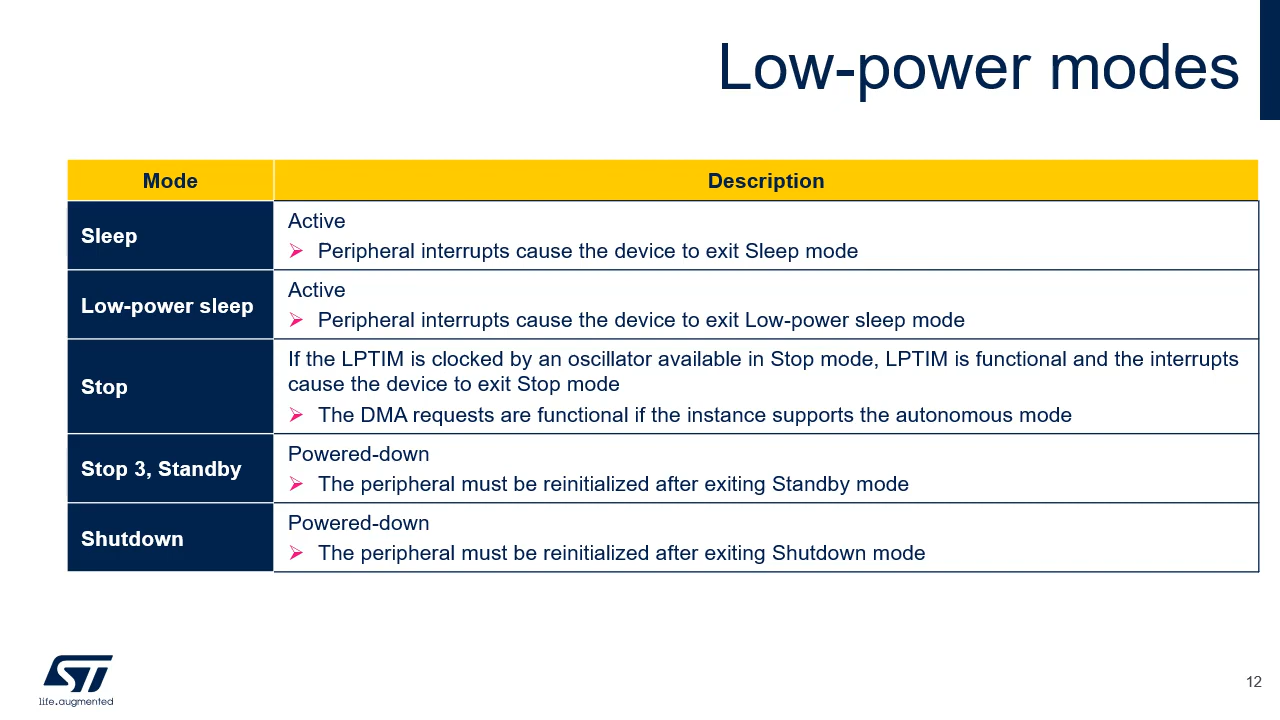 Low-power modes
Mode
Description
Sleep
Active
Peripheral interrupts cause the device to exit Sleep mode
Low-power sleep
Active
Peripheral interrupts cause the device to exit Low-power sleep mode
Stop
If the LPTIM is clocked by an oscillator available in Stop mode, LPTIM is functional and the interrupts
cause the device to exit Stop mode
The DMA requests are functional if the instance supports the autonomous mode
Stop 3, Standby
Powered-down
The peripheral must be reinitialized after exiting Standby mode
Shutdown
Powered-down
The peripheral must be reinitialized after exiting Shutdown mode
ST
life.augmented
12